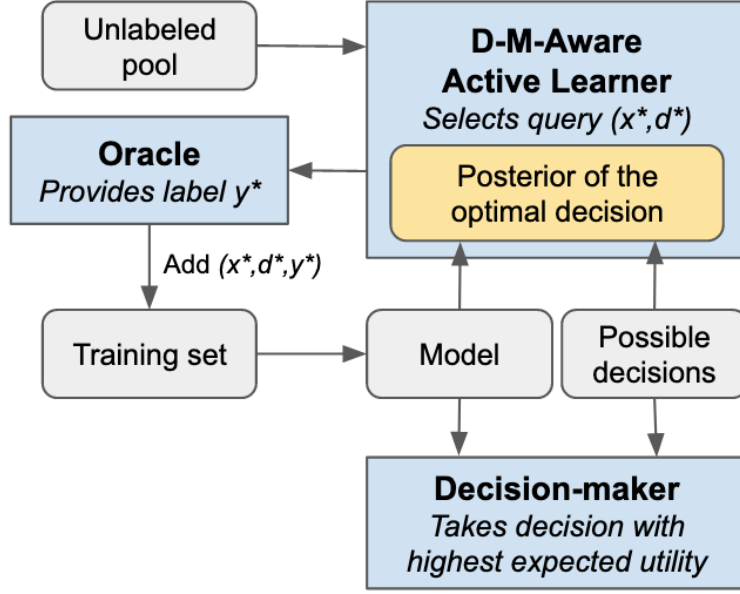 Unlabeled
pool
D-M-Aware
Active Learner
Selects query (x*,d*)
Oracle
Provides label y*
Posterior of the
optimal decision
Add (x*,d*,y*)
Training set
Model
Possible
decisions
Decision-maker
Takes decision with
highest expected utility